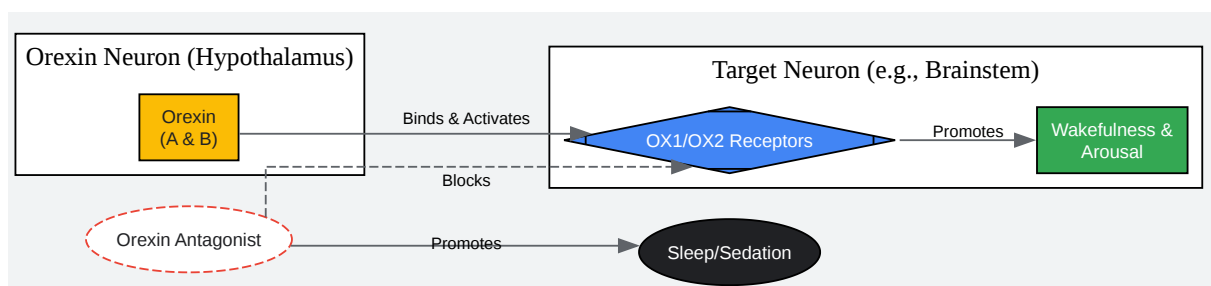 Orexin Neuron (Hypothalamus)
Orexin
(A & B)
Binds & Activates
Target Neuron (e.g., Brainstem)
OX1/OX2 Receptors
Promotes
Wakefulness &
Arousal
Blocks
Orexin Antagonist
Promotes
Sleep/Sedation